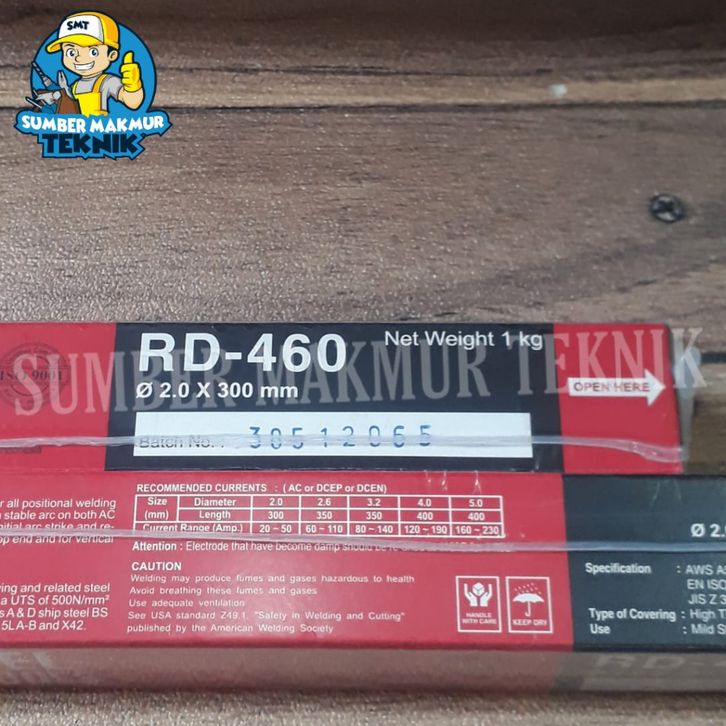 SMT
SUMBER MAKMUR
TEKNIK
RD-460
Net Weight 1 kg
Ø 2.0 X 300 mm
ISO 9001
SUMBER MAKMUR TEKNIK
OPEN HERE
Batch No. : 30512065
RECOMMENDED CURRENTS : ( AC or DCEP or DCEN)
Size (mm) Diameter 2.0 2.6 3.2 4.0 5.0
Length 300 350 350 400 400
Current Range (Amp.) 20 ~ 50 60 ~ 110 80 ~ 140 120 ~ 190 160 ~ 230
Attention : Electrode that have become damp should be
CAUTION
Welding may produce fumes and gases hazardous to health
Avoid breathing these fumes and gases
Use adequate ventilation
See USA standard Z49.1, "Safety in Welding and Cutting"
published by the American Welding Society
HANDLE
WITH CARE
KEEP DRY
r all positional welding
stable arc on both AC
nitial arc strike and re-
op end and for vertical
ving and related steel
a UTS of 500N/mm²
s A & D ship steel BS
5LA-B and X42.
Ø 2.
Specification : AWS A
EN ISO
JIS Z 3
Type of Covering : High T
Use : Mild S
RD-